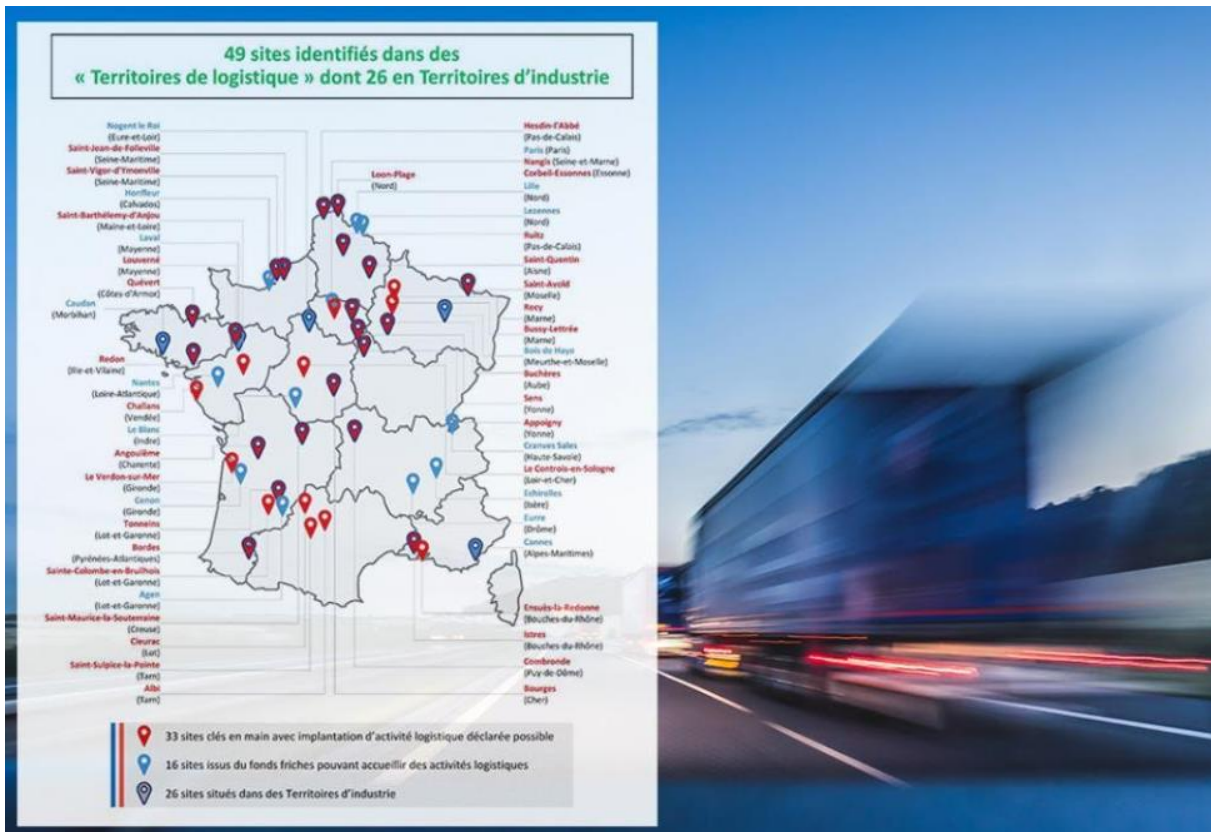 49 sites identifiés dans des
« Territoires de logistique » dont 26 en Territoires d'industrie
Nogent le Roi
(Eure-et-Loir)
Saint-Jean-de-Folleville
(Seine-Maritime)
Saint-Vigor-d'Ymonville
(Seine-Maritime)
Honfleur
(Calvados)
Saint-Barthélemy-d'Anjou
(Maine-et-Loire)
Laval
(Mayenne)
Louverné
(Mayenne)
Quévert
(Côtes-d'Armor)
Caudan
(Morbihan)
Redon
(Ille-et-Vilaine)
Nantes
(Loire-Atlantique)
Challans
(Vendée)
Le Blanc
(Indre)
Angoulême
(Charente)
Le Verdon-sur-Mer
(Gironde)
Cenon
(Gironde)
Tonneins
(Lot-et-Garonne)
Bordes
(Pyrénées-Atlantiques)
Sainte-Colombe-en-Bruilhois
(Lot-et-Garonne)
Agen
(Lot-et-Garonne)
Saint-Maurice-la-Souterraine
(Creuse)
Cieurac
(Lot)
Saint-Sulpice-la-Pointe
(Tarn)
Albi
(Tarn)
Loon-Plage
(Nord)
Hesdin-l'Abbé
(Pas-de-Calais)
Paris (Paris)
Nangis (Seine-et-Marne)
Corbeil-Essonnes (Essonne)
Lille
(Nord)
Lezennes
(Nord)
Ruitz
(Pas-de-Calais)
Saint-Quentin
(Aisne)
Saint-Avold
(Moselle)
Recy
(Marne)
Bussy-Lettrée
(Marne)
Bois de Haye
(Meurthe-et-Moselle)
Buchères
(Aube)
Sens
(Yonne)
Appoigny
(Yonne)
Cranves Sales
(Haute-Savoie)
Le Controis-en-Sologne
(Loir-et-Cher)
Echirolles
(Isère)
Eurre
(Drôme)
Cannes
(Alpes-Maritimes)
Ensuès-la-Redonne
(Bouches-du-Rhône)
Istres
(Bouches-du-Rhône)
Combronde
(Puy-de-Dôme)
Bourges
(Cher)
33 sites clés en main avec implantation d'activité logistique déclarée possible
16 sites issus du fonds friches pouvant accueillir des activités logistiques
26 sites situés dans des Territoires d'industrie